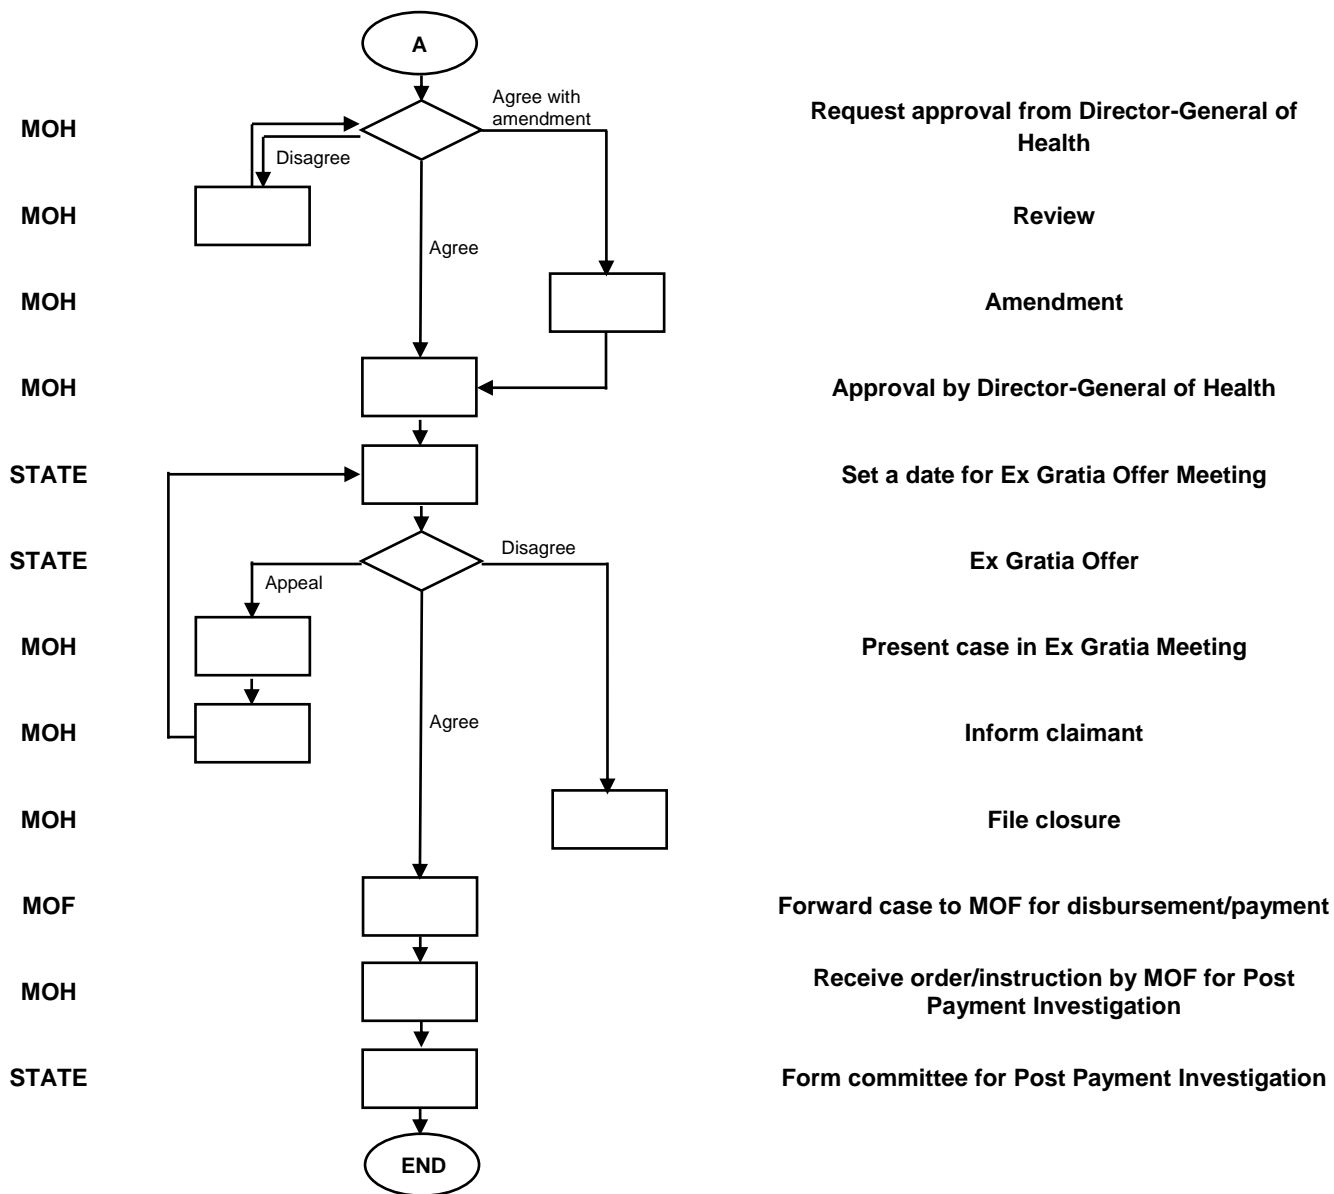 A
Agree with
amendment
MOH
Request approval from Director-General of
Health
Disagree
MOH
Review
Agree
MOH
Amendment
MOH
Approval by Director-General of Health
STATE
Set a date for Ex Gratia Offer Meeting
STATE
Disagree
Ex Gratia Offer
Appeal
MOH
Present case in Ex Gratia Meeting
MOH
Agree
Inform claimant
MOH
File closure
MOF
Forward case to MOF for disbursement/payment
MOH
Receive order/instruction by MOF for Post
Payment Investigation
STATE
Form committee for Post Payment Investigation
END